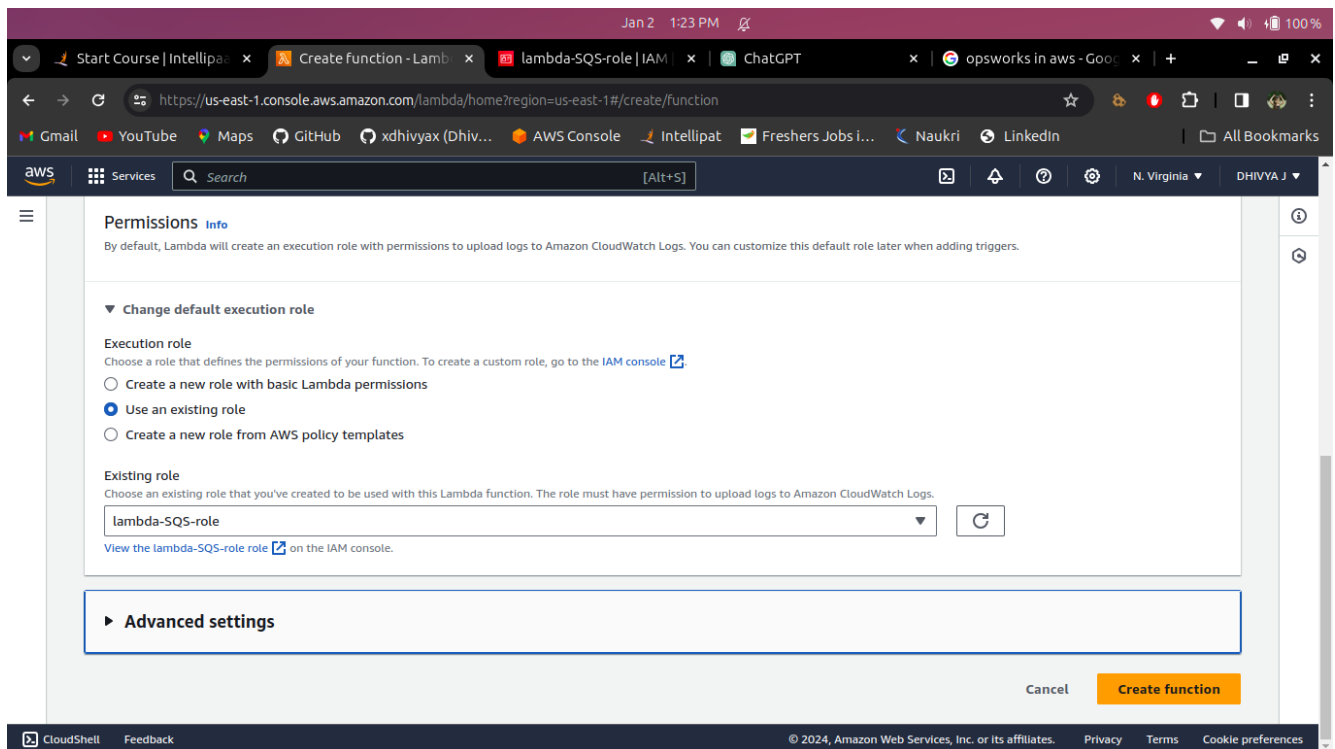 Jan 2 1:23 PM 100 %
Start Course | Intellipaa
Create function - Lamb
lambda-SQS-role | IAM
ChatGPT
opsworks in aws - Goog
https://us-east-1.console.aws.amazon.com/lambda/home?region=us-east-1#/create/function
Gmail YouTube Maps GitHub xdhivyax (Dhiv... AWS Console Intellipat Freshers Jobs i... Naukri LinkedIn All Bookmarks
aws Services Search [Alt+S] N. Virginia DHIVYA J
Permissions Info
By default, Lambda will create an execution role with permissions to upload logs to Amazon CloudWatch Logs. You can customize this default role later when adding triggers.
Change default execution role
Execution role
Choose a role that defines the permissions of your function. To create a custom role, go to the IAM console.
Create a new role with basic Lambda permissions
Use an existing role
Create a new role from AWS policy templates
Existing role
Choose an existing role that you've created to be used with this Lambda function. The role must have permission to upload logs to Amazon CloudWatch Logs.
lambda-SQS-role
View the lambda-SQS-role role on the IAM console.
Advanced settings
Cancel Create function
CloudShell Feedback © 2024, Amazon Web Services, Inc. or its affiliates. Privacy Terms Cookie preferences